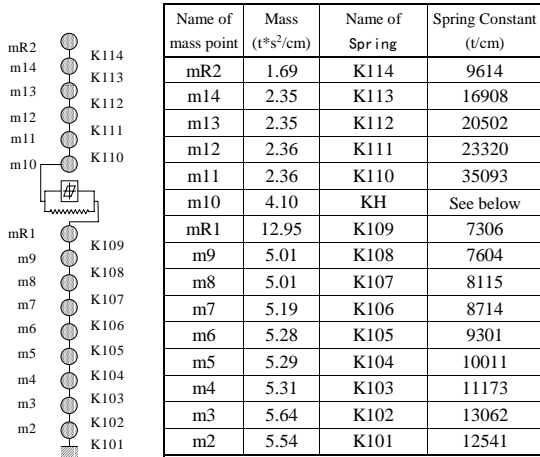 mR2
K114
m14
K113
m13
K112
m12
K111
m11
K110
m10
mR1
K109
m9
K108
m8
K107
m7
K106
m6
K105
m5
K104
m4
K103
m3
K102
m2
K101
Name of mass point Mass (t*s²/cm) Name of Spring Spring Constant (t/cm)
mR2 1.69 K114 9614
m14 2.35 K113 16908
m13 2.35 K112 20502
m12 2.36 K111 23320
m11 2.36 K110 35093
m10 4.10 KH See below
mR1 12.95 K109 7306
m9 5.01 K108 7604
m8 5.01 K107 8115
m7 5.19 K106 8714
m6 5.28 K105 9301
m5 5.29 K104 10011
m4 5.31 K103 11173
m3 5.64 K102 13062
m2 5.54 K101 12541